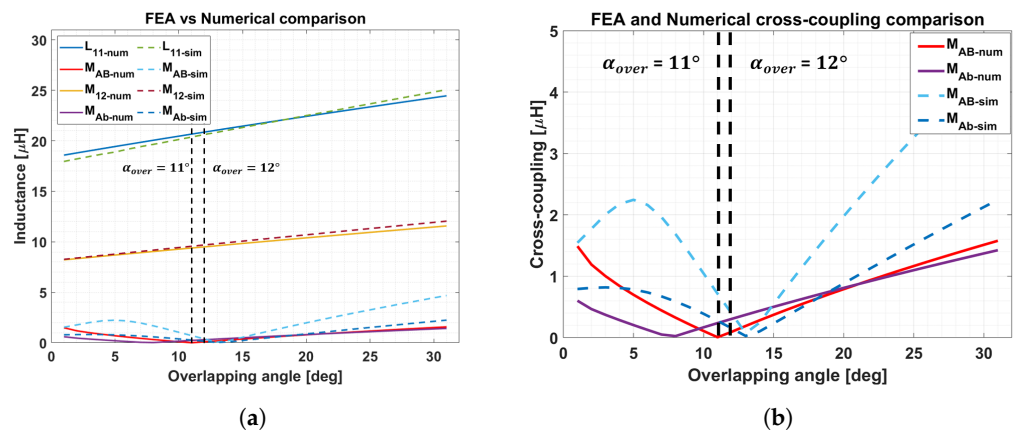 FEA vs Numerical comparison
Inductance [μH]
30
25
20
15
10
5
0
L11-num
L11-sim
MAB-num
MAB-sim
M12-num
M12-sim
MAb-num
MAb-sim
αover = 11°
αover = 12°
0 5 10 15 20 25 30
Overlapping angle [deg]
(a)
FEA and Numerical cross-coupling comparison
Cross-coupling [μH]
5
4
3
2
1
0
αover = 11°
αover = 12°
MAB-num
MAb-num
MAB-sim
MAb-sim
0 5 10 15 20 25 30
Overlapping angle [deg]
(b)